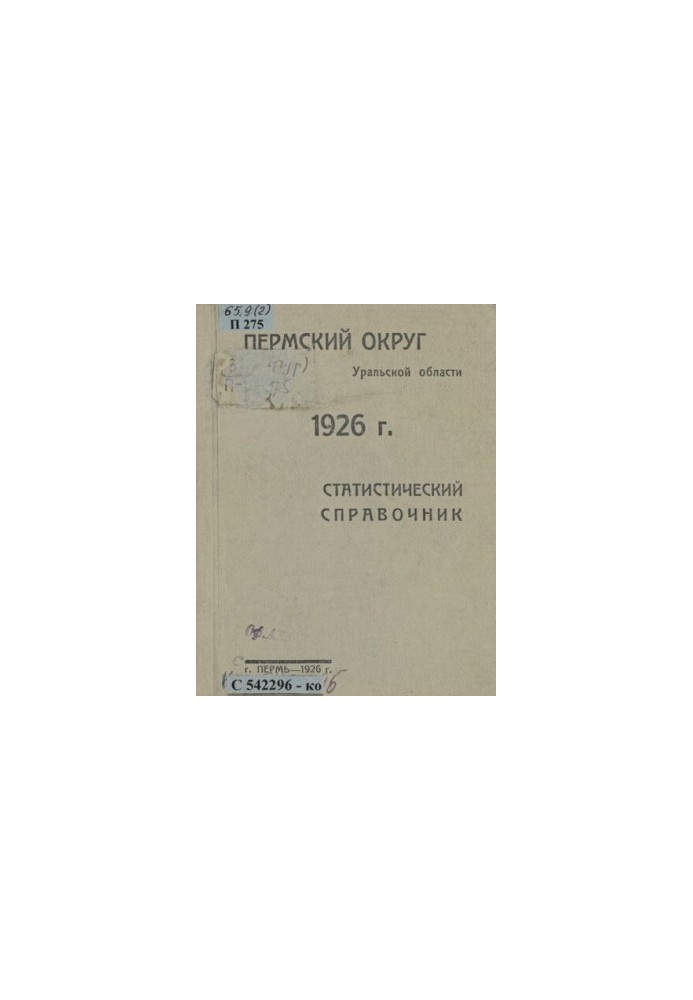 65.9(2)
П 275
ПЕРМСКИЙ ОКРУГ
Уральской области
1926 г.
СТАТИСТИЧЕСКИЙ
СПРАВОЧНИК
г. ПЕРМЬ—1926 г.
С 542296 - ко